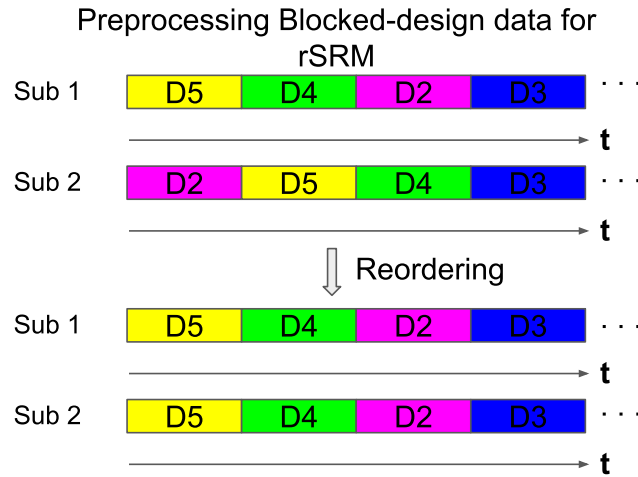 Preprocessing Blocked-design data for
rSRM
Sub 1 D5 D4 D2 D3 . . .
t
Sub 2 D2 D5 D4 D3 . . .
t
Reordering
Sub 1 D5 D4 D2 D3 . . .
t
Sub 2 D5 D4 D2 D3 . . .
t